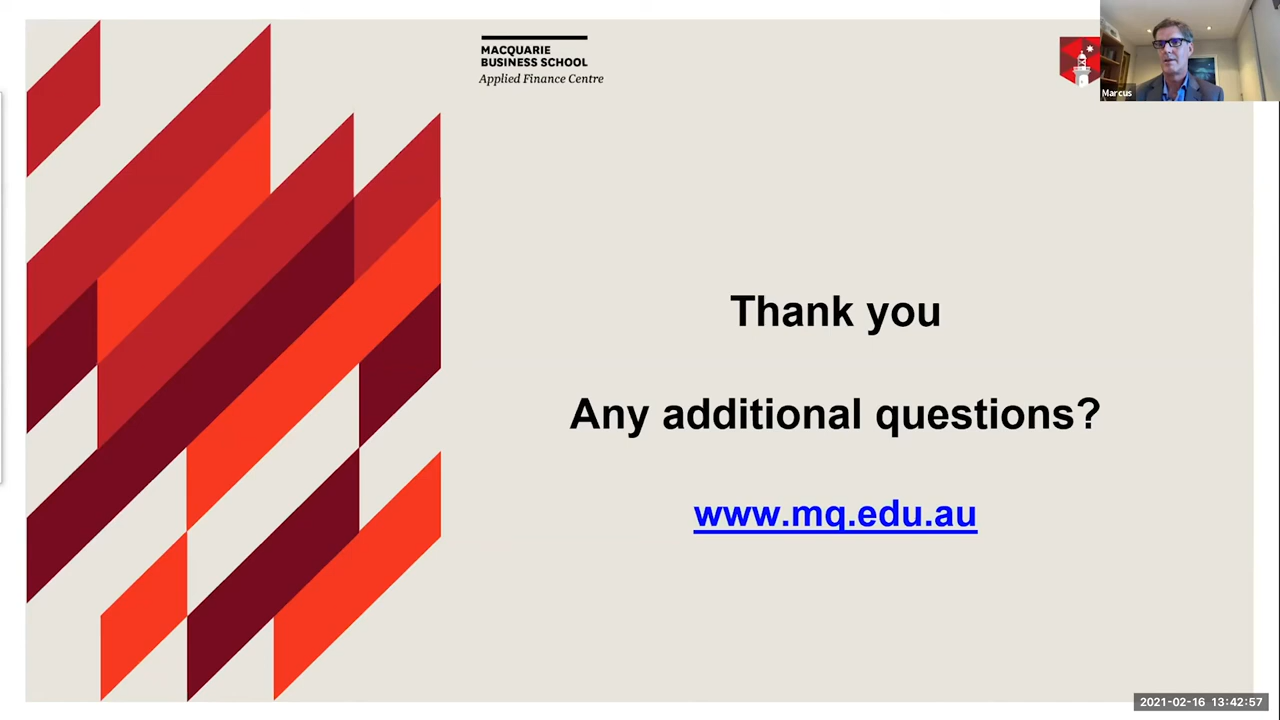 MACQUARIE
BUSINESS SCHOOL
Applied Finance Centre
Marcus
Thank you
Any additional questions?
www.mq.edu.au
2021-02-16 13:42:57